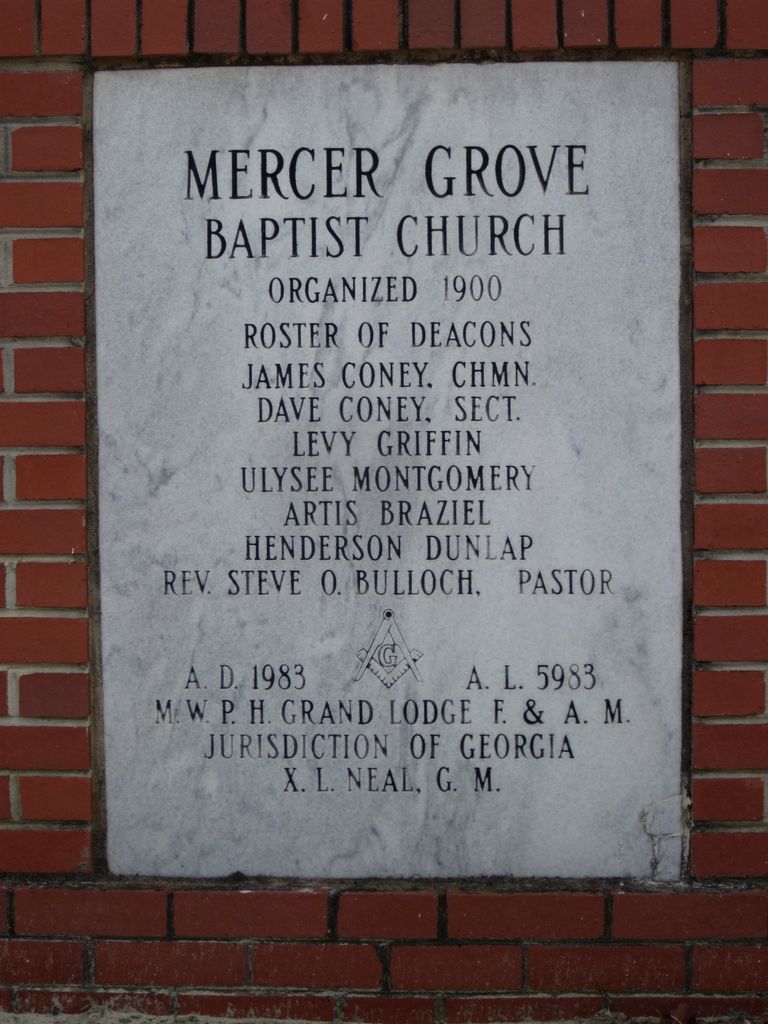 MERCER GROVE
BAPTIST CHURCH
ORGANIZED 1900
ROSTER OF DEACONS
JAMES CONEY, CHMN.
DAVE CONEY, SECT.
LEVY GRIFFIN
ULYSEE MONTGOMERY
ARTIS BRAZIEL
HENDERSON DUNLAP
REV. STEVE O. BULLOCH, PASTOR
G
A. D. 1983 A. L. 5983
M. W. P. H. GRAND LODGE F. & A. M.
JURISDICTION OF GEORGIA
X. L. NEAL, G. M.